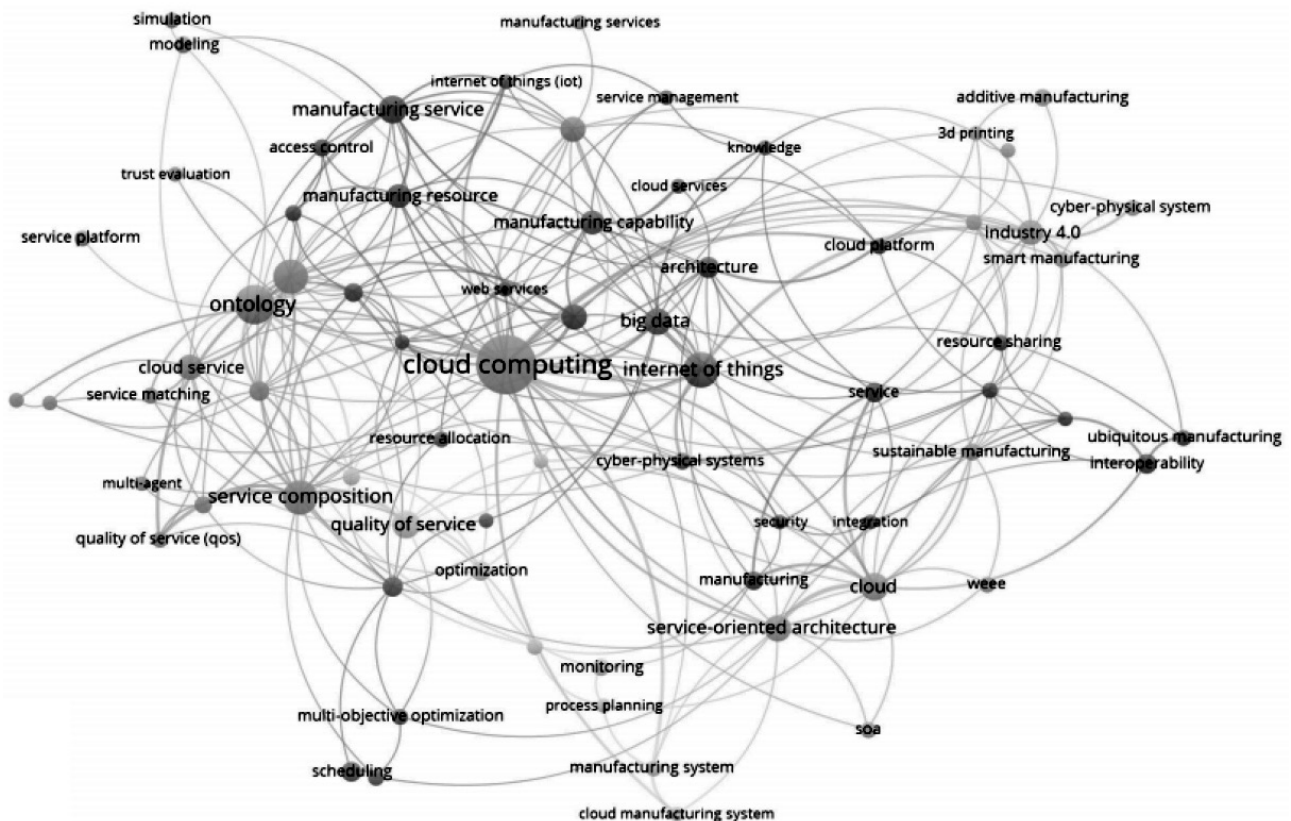 simulation
manufacturing services
modeling
internet of things (iot)
manufacturing service
service management
additive manufacturing
3d printing
access control
knowledge
trust evaluation
cloud services
manufacturing resource
cyber-physical system
manufacturing capability
industry 4.0
service platform
cloud platform
smart manufacturing
architecture
web services
ontology
big data
resource sharing
cloud service
cloud computing
internet of things
service
service matching
resource allocation
ubiquitous manufacturing
sustainable manufacturing
cyber-physical systems
interoperability
multi-agent
service composition
quality of service
security
integration
quality of service (qos)
optimization
manufacturing
cloud
weee
service-oriented architecture
monitoring
process planning
multi-objective optimization
soa
scheduling
manufacturing system
cloud manufacturing system